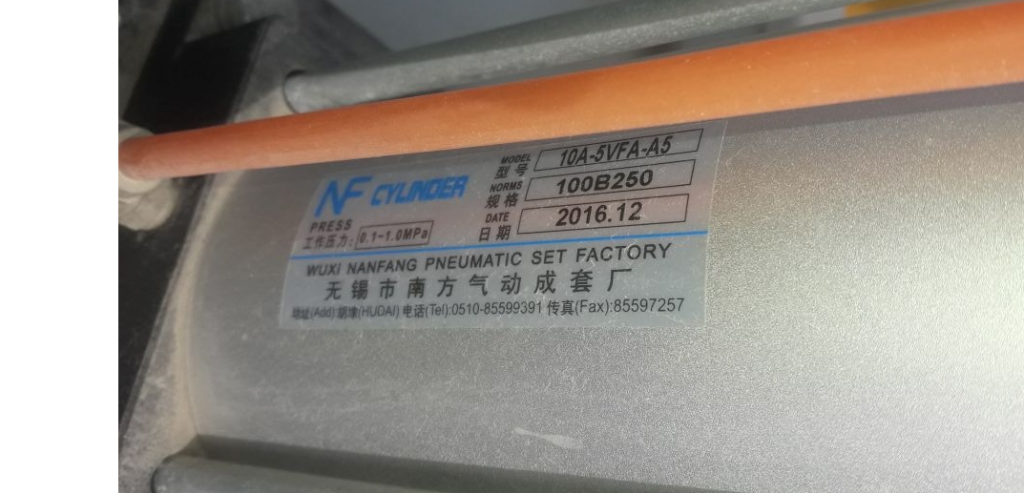 NF CYLINDER
MODEL 型号 10A-5VFA-A5
NORMS 规格 100B250
DATE 日期 2016.12
PRESS 工作压力: 0.1~1.0MPa
WUXI NANFANG PNEUMATIC SET FACTORY
无锡市南方气动成套厂
地址(Add):胡埭(HUDAI) 电话(Tel):0510-85599391 传真(Fax):85597257